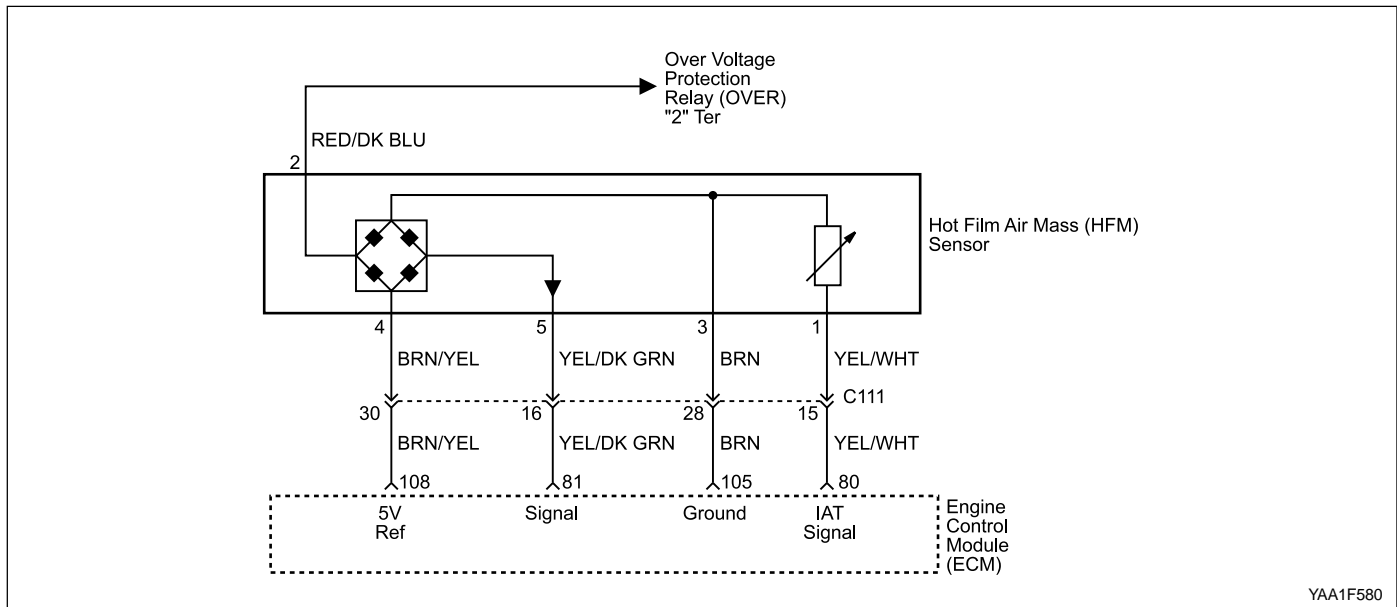 Over Voltage
Protection
Relay (OVER)
"2" Ter
RED/DK BLU
2
Hot Film Air Mass (HFM)
Sensor
4 5 3 1
BRN/YEL YEL/DK GRN BRN YEL/WHT
C111
30 16 28 15
BRN/YEL YEL/DK GRN BRN YEL/WHT
108 81 105 80
5V
Ref
Signal
Ground
IAT
Signal
Engine
Control
Module
(ECM)
YAA1F580